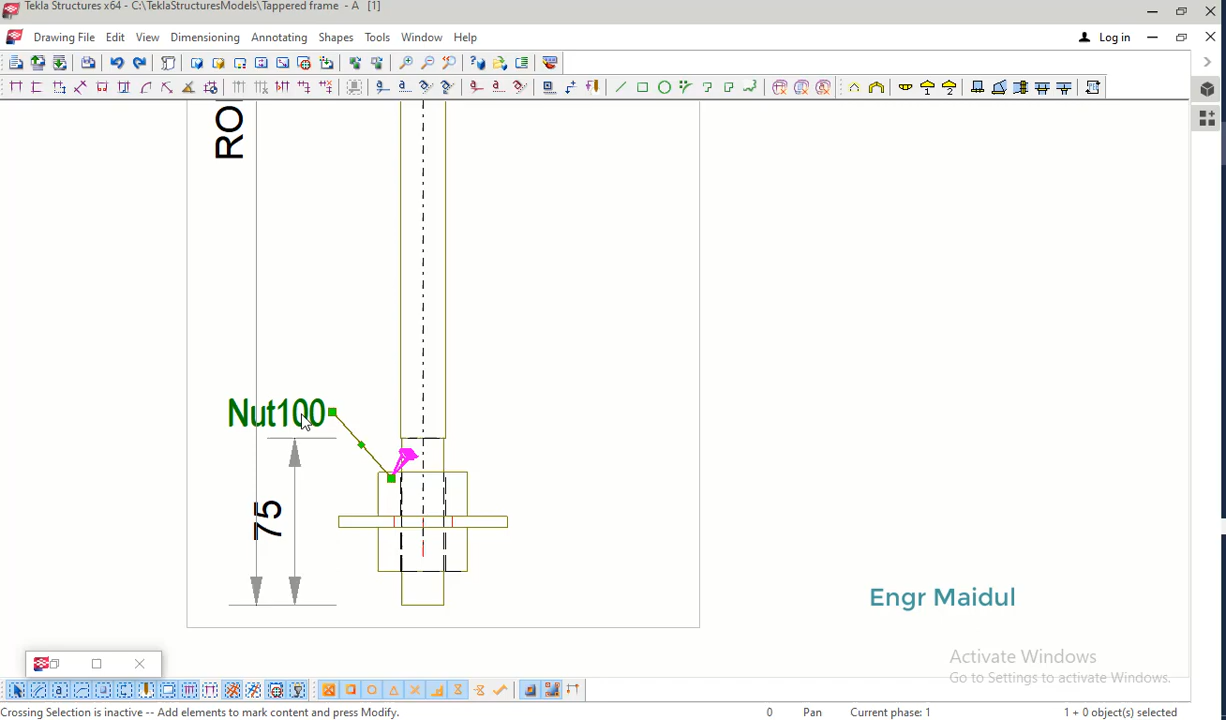 Tekla Structures x64 - C:\TeklaStructuresModels\Tappered frame - A [1]
Drawing File Edit View Dimensioning Annotating Shapes Tools Window Help
Log in
RO
Nut100
75
Engr Maidul
Activate Windows
Go to Settings to activate Windows.
Crossing Selection is inactive -- Add elements to mark content and press Modify.
0 Pan Current phase: 1 1 + 0 object(s) selected